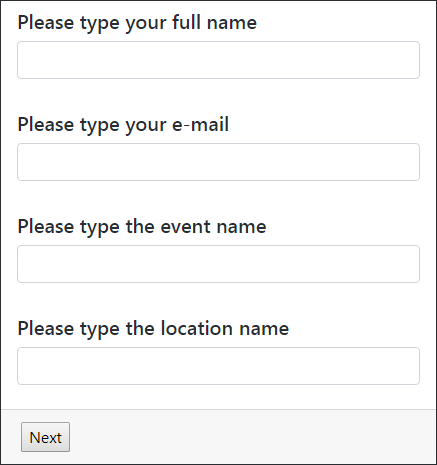 Please type your full name
Please type your e-mail
Please type the event name
Please type the location name
Next